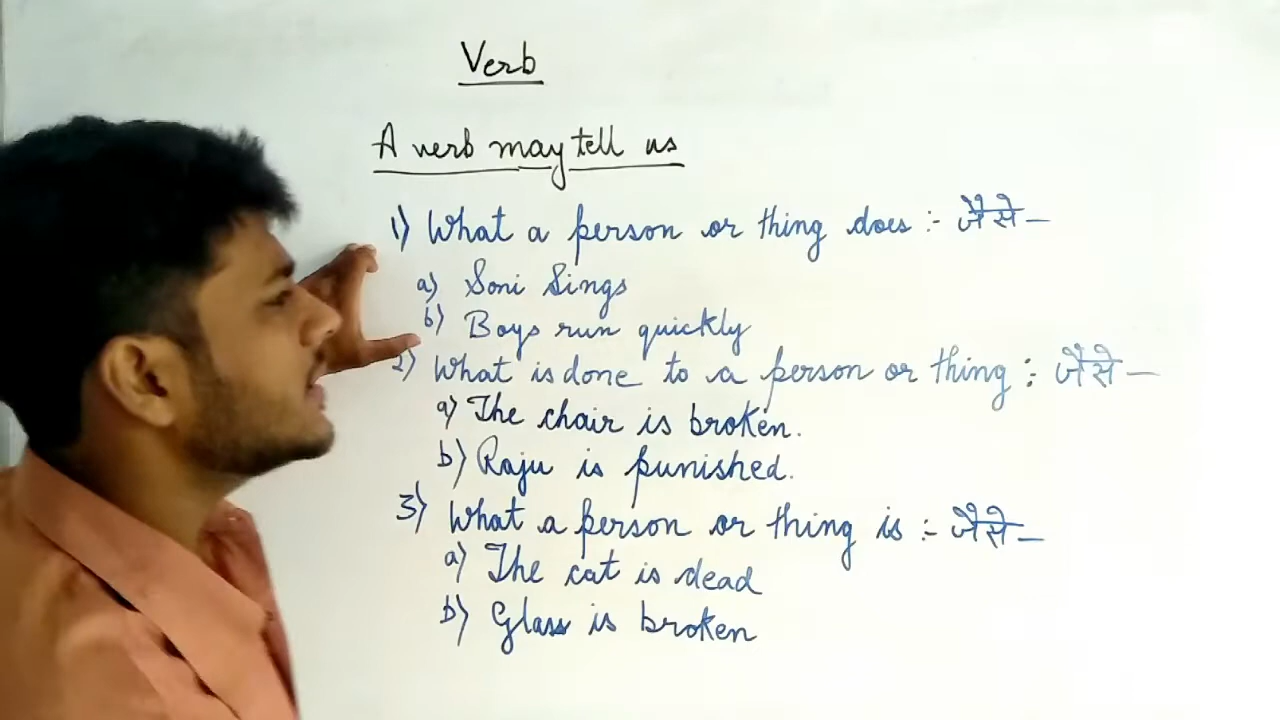 Verb
A verb may tell us
1) What a person or thing does :- जैसे –
a) Soni Sings
b) Boys run quickly
2) What is done to a person or thing : जैसे –
a) The chair is broken.
b) Raju is punished.
3) What a person or thing is :- जैसे –
a) The cat is dead
b) Glass is broken